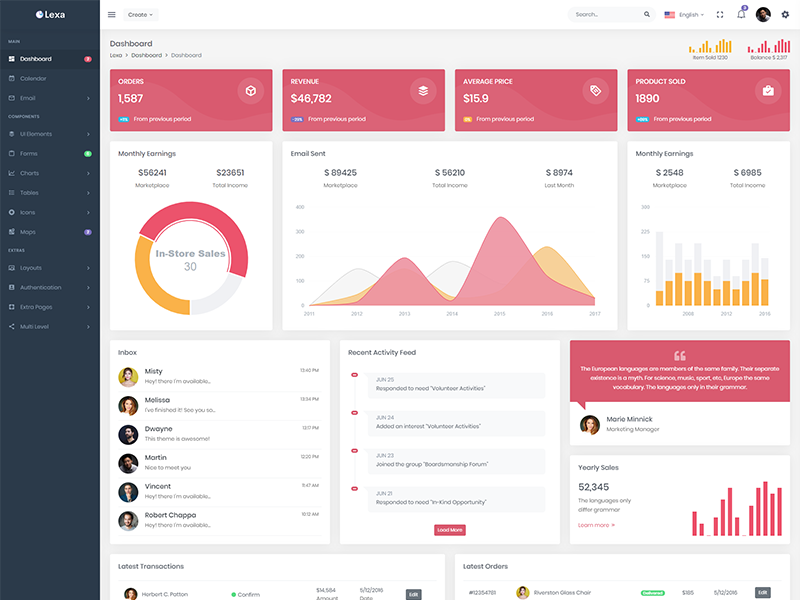 Lexa
Create
Search...
English
3
MAIN
Dashboard
Calendar
Email
COMPONENTS
UI Elements
Forms
Charts
Tables
Icons
Maps
EXTRAS
Layouts
Authentication
Extra Pages
Multi Level
Dashboard
Lexa > Dashboard > Dashboard
Item Sold 1230
Balance $ 2,317
ORDERS
1,587
From previous period
REVENUE
$46,782
From previous period
AVERAGE PRICE
$15.9
From previous period
PRODUCT SOLD
1890
From previous period
Monthly Earnings
$56241
$23651
Marketplace
Total Income
In-Store Sales
30
Email Sent
$ 89425
$ 56210
$ 8974
Marketplace
Total Income
Last Month
400
300
200
100
0
2011
2012
2013
2014
2015
2016
2017
Monthly Earnings
$ 2548
$ 6985
Marketplace
Total Income
300
225
150
75
0
2008
2012
2016
Inbox
Misty
13:40 PM
Hey! there I'm available...
Melissa
13:34 PM
I've finished it! See you so...
Dwayne
13:17 PM
This theme is awesome!
Martin
12:20 PM
Nice to meet you
Vincent
11:47 AM
Hey! there I'm available...
Robert Chappa
10:12 AM
Hey! there I'm available...
Recent Activity Feed
JUN 25
Responded to need "Volunteer Activities"
JUN 24
Added an interest "Volunteer Activities"
JUN 23
Joined the group "Boardsmanship Forum"
JUN 21
Responded to need "In-Kind Opportunity"
Load More
The European languages are members of the same family. Their separate
existence is a myth. For science, music, sport, etc, Europe the same
vocabulary. The languages only in their grammar.
Marie Minnick
Marketing Manager
Yearly Sales
52,345
The languages only
differ grammar
Learn more »
Latest Transactions
Herbert C. Patton
Confirm
$14,584
Amount
5/12/2016
Date
Edit
Latest Orders
#12354781
Riverston Glass Chair
Delivered
$185
5/12/2016
Edit